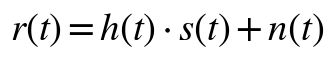 r(t) = h(t) · s(t) + n(t)